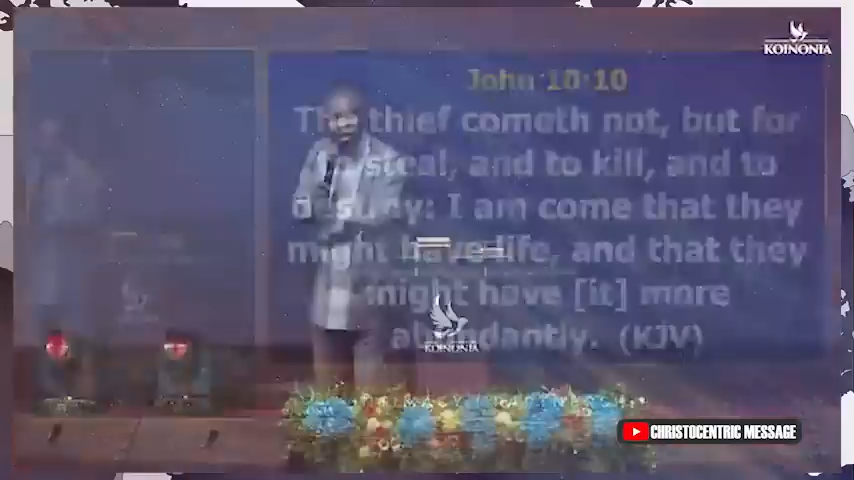 KOINONIA
John 10:10
The thief cometh not, but for
to steal, and to kill, and to
destroy: I am come that they
might have life, and that they
might have [it] more
abundantly. (KJV)
KOINONIA
CHRISTOCENTRIC MESSAGE